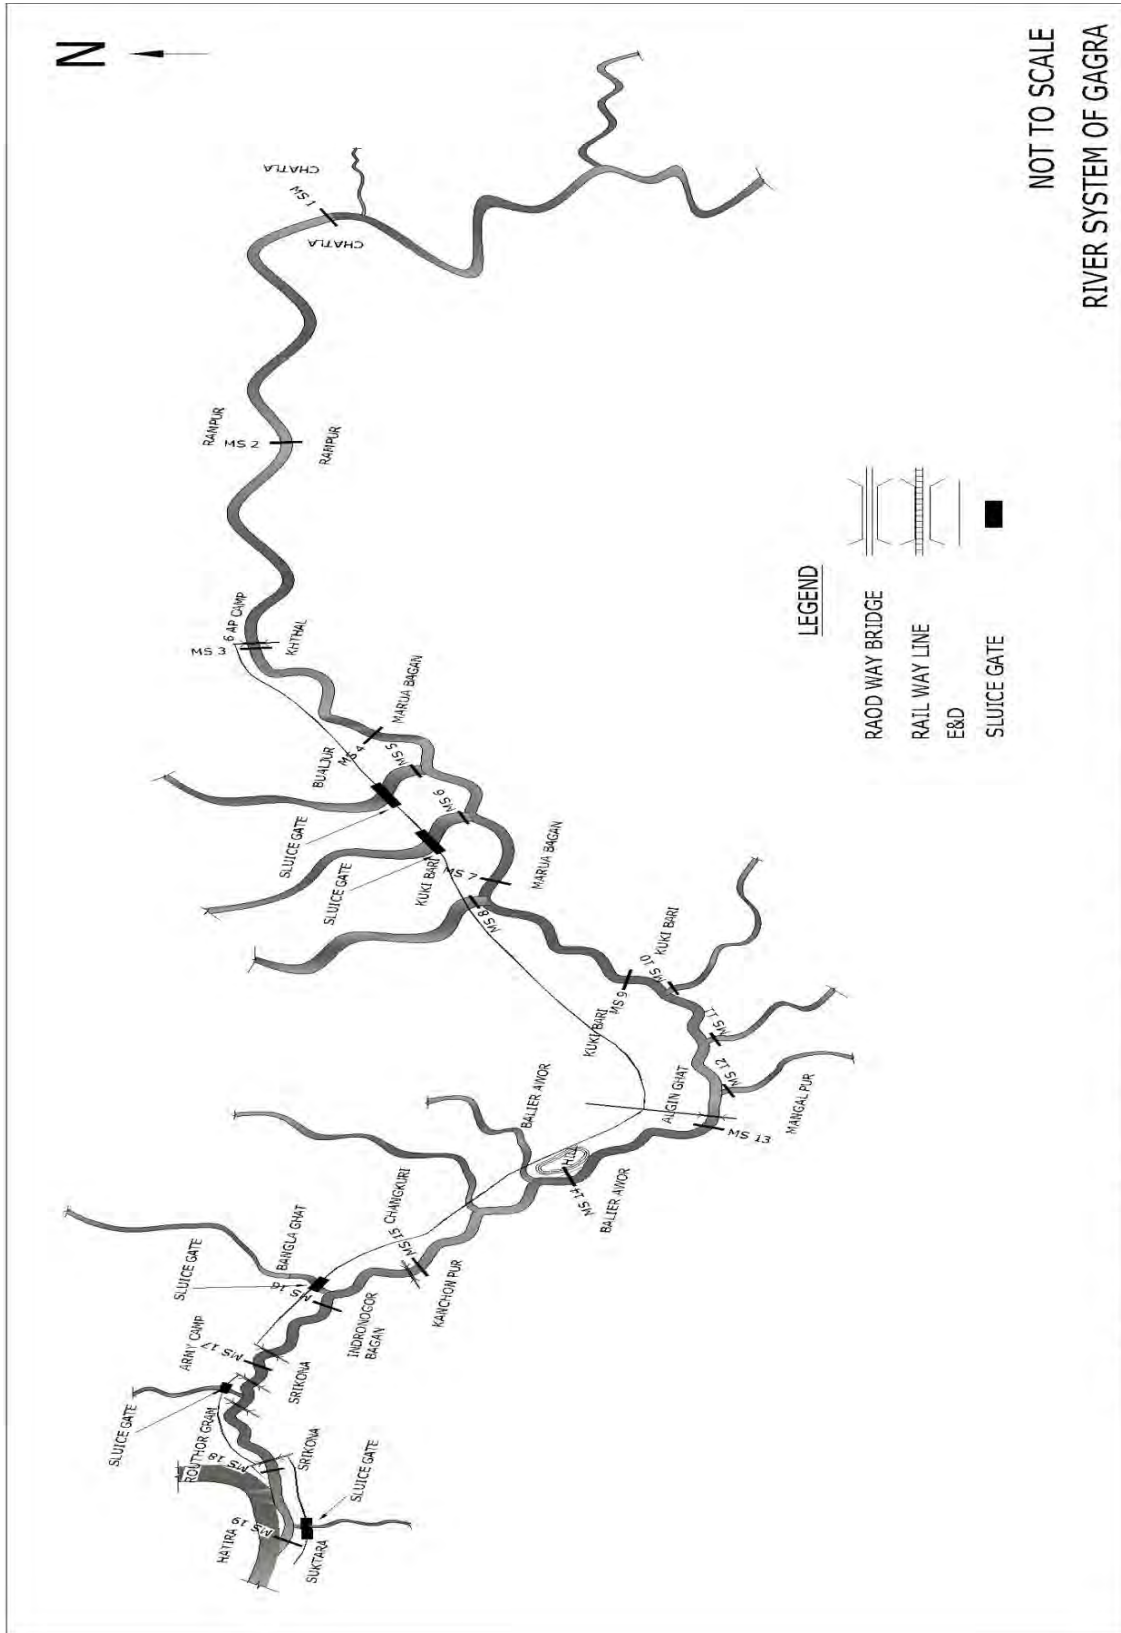 N
NOT TO SCALE
RIVER SYSTEM OF GAGRA
CHATLA
MS 1
CHATLA
RAMPUR
MS 2
RAMPUR
6 AP CAMP
MS 3
KHTHAL
MARUA BAGAN
BUALJUR
MS 4
MS 5
SLUICE GATE
MS 6
SLUICE GATE
KUKI BARI
MS 7
MARUA BAGAN
MS 8
KUKI BARI
MS 10
MS 9
KUKI BARI
MS 11
MS 12
ALGIN GHAT
MANGAL PUR
MS 13
BALIER AWOR
HILL
MS 14
BALIER AWOR
CHANGKURI
MS 15
KANCHON PUR
BANGLA GHAT
SLUICE GATE
MS 16
INDRONOGOR
BAGAN
ARMY CAMP
MS 17
SRIKONA
SLUICE GATE
ROUTHOR GRAM
MS 18
SRIKONA
SLUICE GATE
MS 19
HATIRA
SUKTARA
LEGEND
RAOD WAY BRIDGE
RAIL WAY LINE
E&D
SLUICE GATE